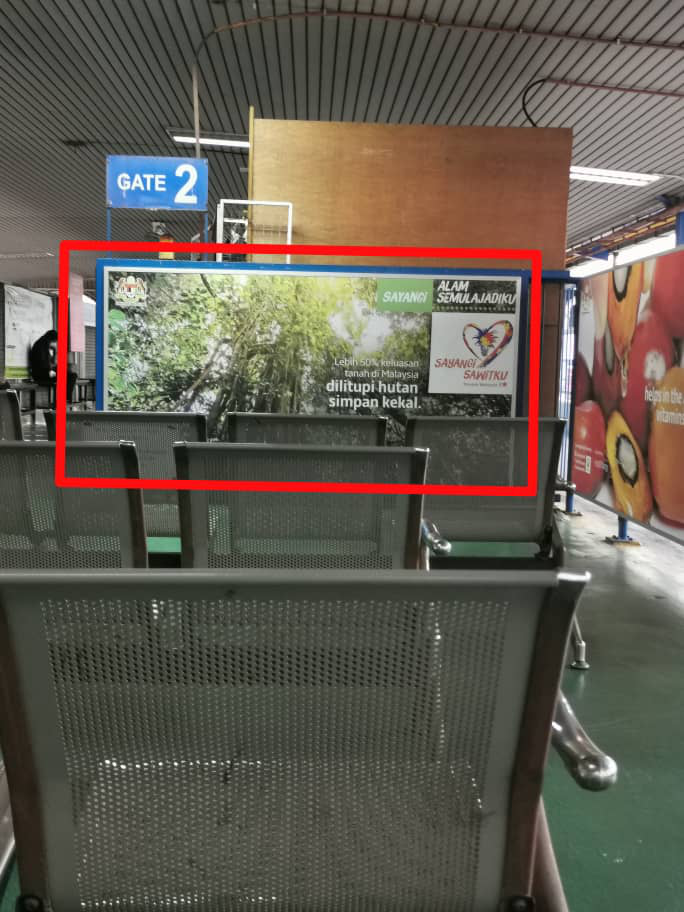 GATE 2
SAYANGI ALAM
SEMULAJADIKU
SAYANGI
SAWITKU
Lebih 50% keluasan
tanah di Malaysia
dilitupi hutan
simpan kekal.
helps in the
vitamins